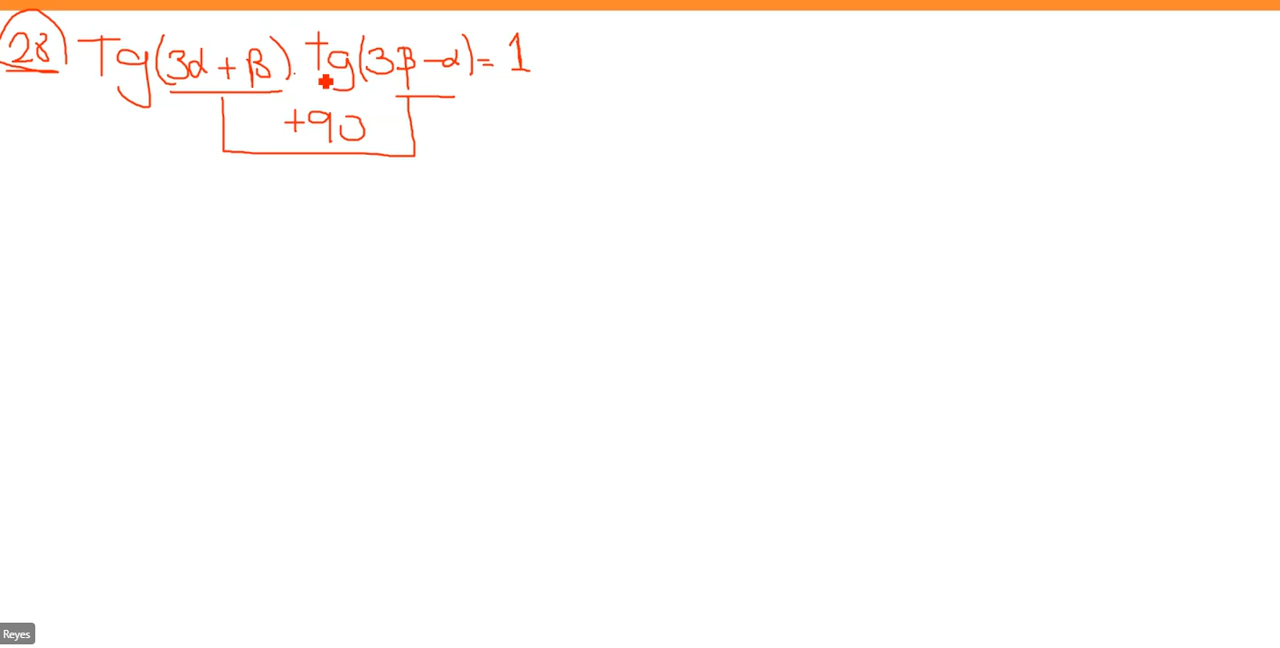 28) Tg(3α + β). tg(3β-α) = 1
+90
Reyes